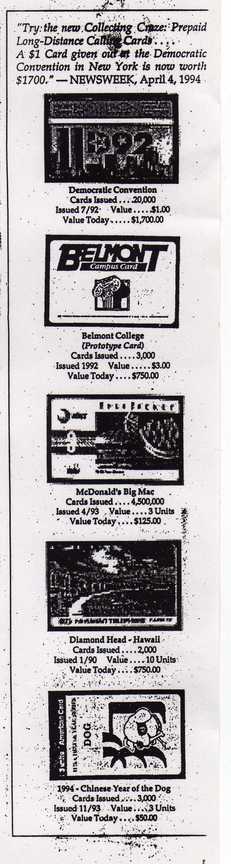 "Try: the new Collecting Craze: Prepaid
Long-Distance Calling Cards....
A $1 Card given out at the Democratic
Convention in New York is now worth
$1700." — NEWSWEEK, April 4, 1994
92
Democratic Convention
Cards Issued....20,000
Issued 7/92 Value.....$1.00
Value Today.....$1,700.00
BELMONT
Campus Card
Belmont College
(Prototype Card)
Cards Issued....3,000
Issued 1992 Value.....$3.00
Value Today....$750.00
AT&T
McDonald's Big Mac
Cards Issued....4,500,000
Issued 4/93 Value...3 Units
Value Today....$125.00
Diamond Head - Hawaii
Cards Issued....2,000
Issued 1/90 Value....10 Units
Value Today....$750.00
American Card
DOG
1994 - Chinese Year of the Dog
Cards Issued....3,000
Issued 11/93 Value....3 Units
Value Today....$50.00